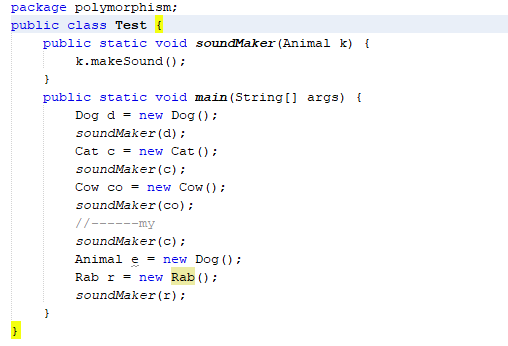 package polymorphism;
public class Test {
public static void soundMaker(Animal k) {
k.makeSound();
}
public static void main(String[] args) {
Dog d = new Dog();
soundMaker(d);
Cat c = new Cat();
soundMaker(c);
Cow co = new Cow();
soundMaker(co);
//------my
soundMaker(c);
Animal e = new Dog();
Rab r = new Rab();
soundMaker(r);
}
}